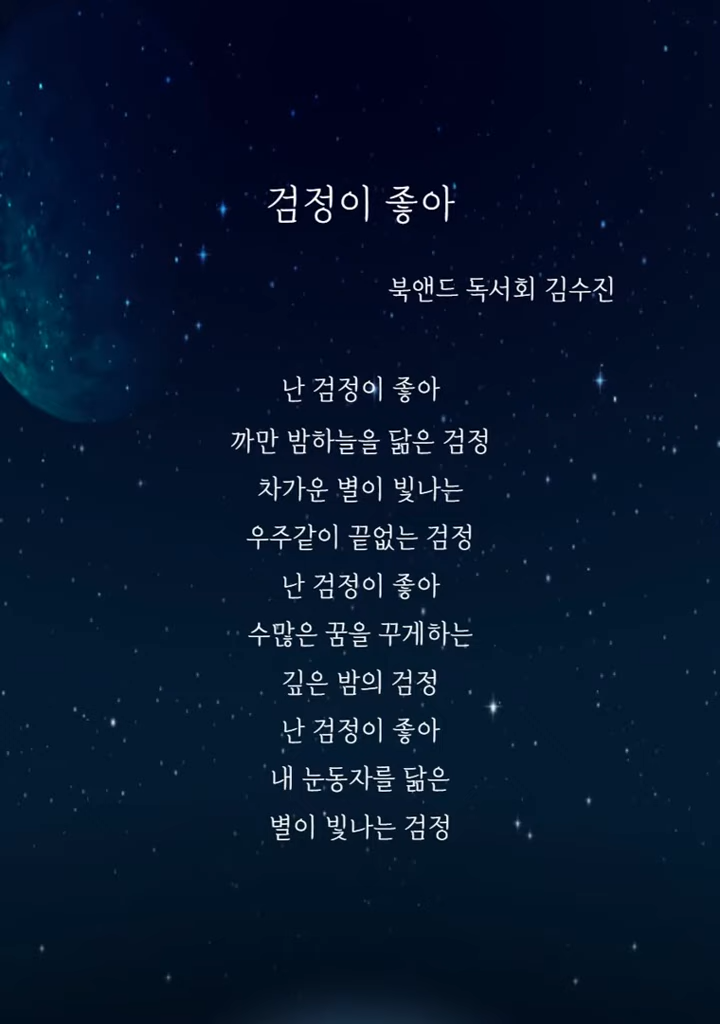 검정이 좋아
북앤드 독서회 김수진
난 검정이 좋아
까만 밤하늘을 닮은 검정
차가운 별이 빛나는
우주같이 끝없는 검정
난 검정이 좋아
수많은 꿈을 꾸게하는
깊은 밤의 검정
난 검정이 좋아
내 눈동자를 닮은
별이 빛나는 검정